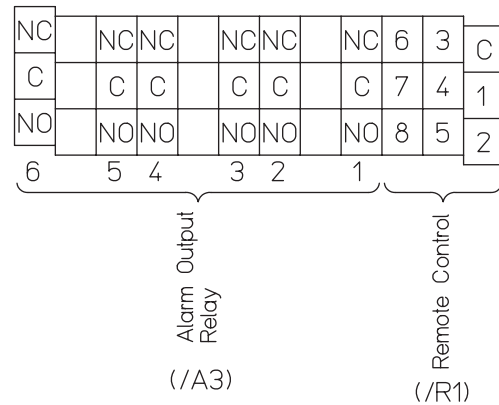 NC NC NC NC NC NC 6 3 C
C C C C C C 7 4 1
NO NO NO NO NO NO 8 5 2
6 5 4 3 2 1
Alarm Output
Relay
(/A3)
Remote Control
(/R1)